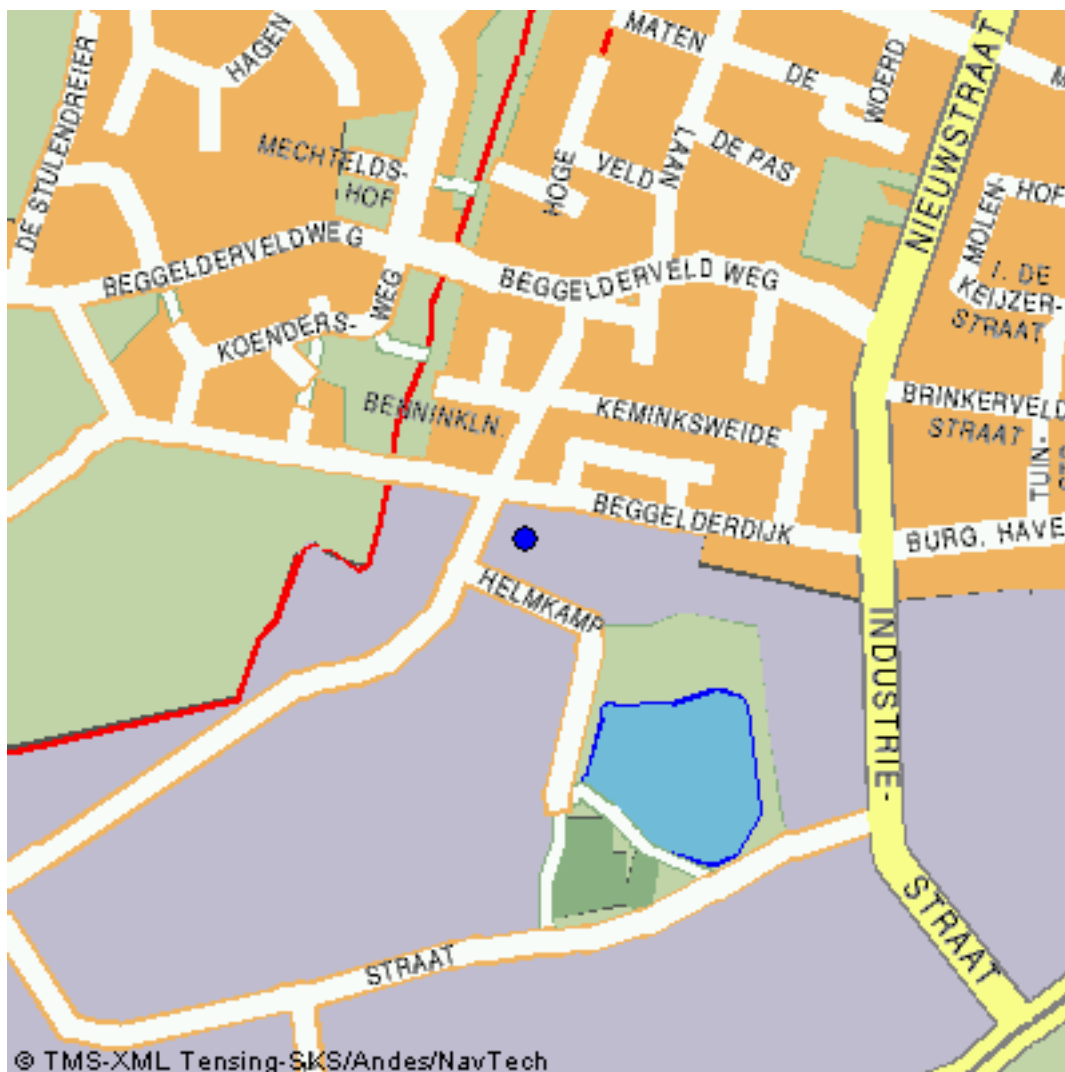 MATEN
DE
WOERD
HAGEN
DE STULENDREIER
NIEUWSTRAAT
LAAN
DE PAS
MECHTELDS-
HOF
HOGE
VELD
MOLEN-
HOF
I. DE
KEIJZER-
STRAAT
BEGGELDERVELDWEG
BEGGELDERVELD WEG
KOENDERS-
WEG
BENNINKLN.
KEMINKSWEIDE
BRINKERVELD
STRAAT
TUIN-
BEGGELDERDIJK
BURG. HAVE
HELMKAMP
INDUSTRIE-
STRAAT
STRAAT
© TMS-XML Tensing-SKS/Andes/NavTech